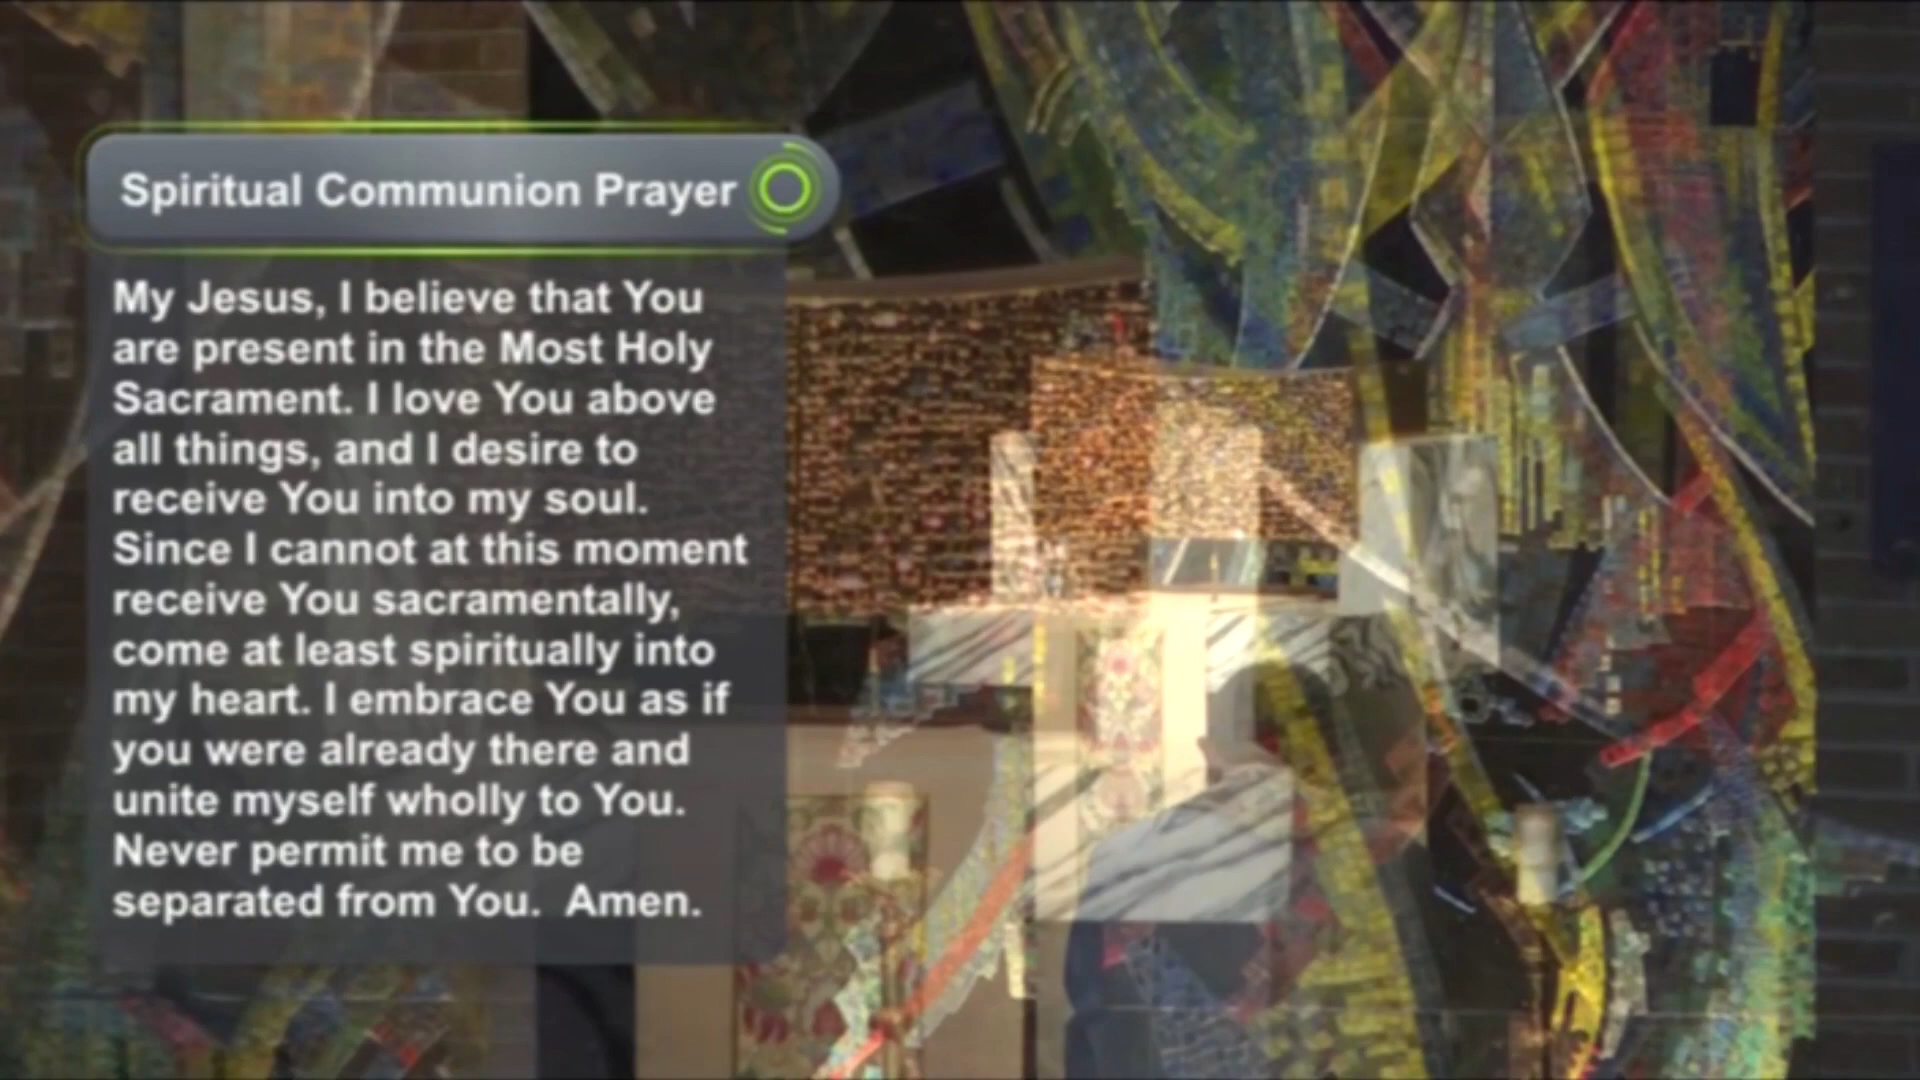 Spiritual Communion Prayer
My Jesus, I believe that You
are present in the Most Holy
Sacrament. I love You above
all things, and I desire to
receive You into my soul.
Since I cannot at this moment
receive You sacramentally,
come at least spiritually into
my heart. I embrace You as if
you were already there and
unite myself wholly to You.
Never permit me to be
separated from You.  Amen.